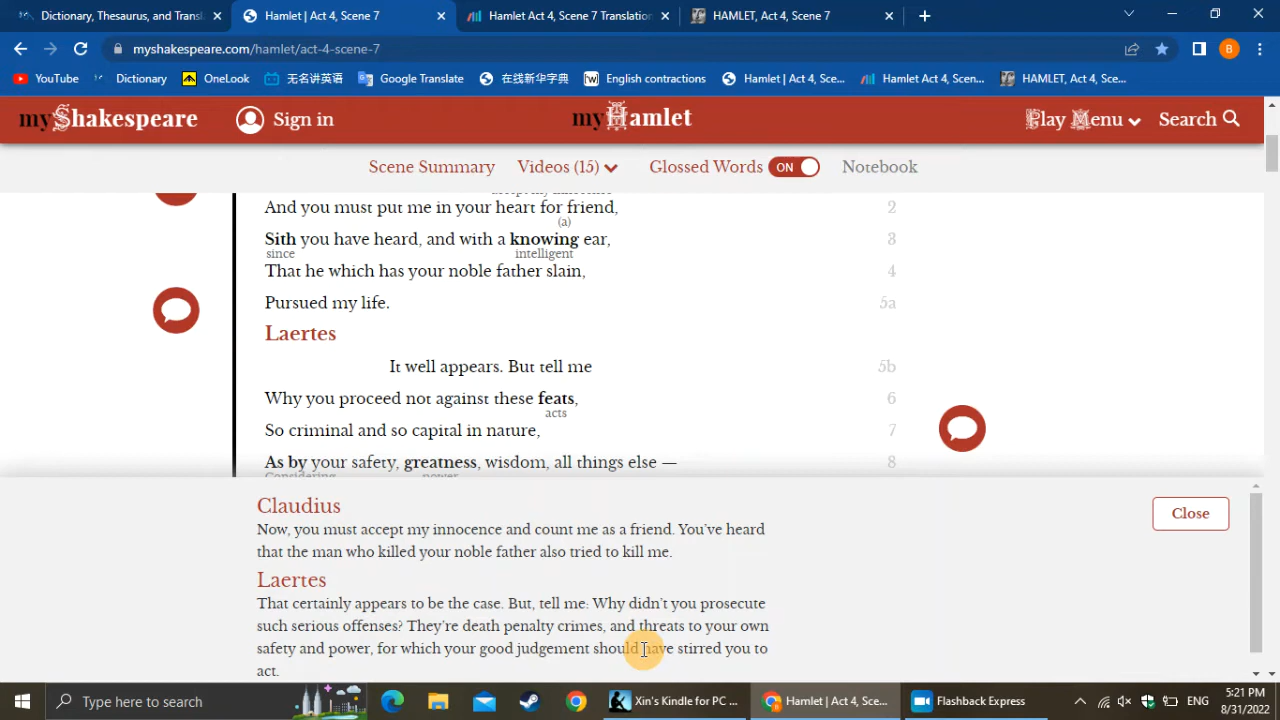 Dictionary, Thesaurus, and Transl
Hamlet | Act 4, Scene 7
Hamlet Act 4, Scene 7 Translation
HAMLET, Act 4, Scene 7
myshakespeare.com/hamlet/act-4-scene-7
B
YouTube
Dictionary
OneLook
无名讲英语
Google Translate
在线新华字典
English contractions
Hamlet | Act 4, Sce...
Hamlet Act 4, Scen...
HAMLET, Act 4, Sc...
myShakespeare
Sign in
myHamlet
Play Menu
Search
Scene Summary
Videos (15)
Glossed Words
ON
Notebook
And you must put me in your heart for friend, 2
(a)
Sith you have heard, and with a knowing ear, 3
since intelligent
That he which has your noble father slain, 4
Pursued my life. 5a
Laertes
It well appears. But tell me 5b
Why you proceed not against these feats, 6
acts
So criminal and so capital in nature, 7
As by your safety, greatness, wisdom, all things else — 8
Considering power
Claudius
Close
Now, you must accept my innocence and count me as a friend. You've heard
that the man who killed your noble father also tried to kill me.
Laertes
That certainly appears to be the case. But, tell me: Why didn't you prosecute
such serious offenses? They're death penalty crimes, and threats to your own
safety and power, for which your good judgement should have stirred you to
act.
Type here to search
Xin's Kindle for PC ...
Hamlet | Act 4, Sce...
Flashback Express
ENG
5:21 PM
8/31/2022